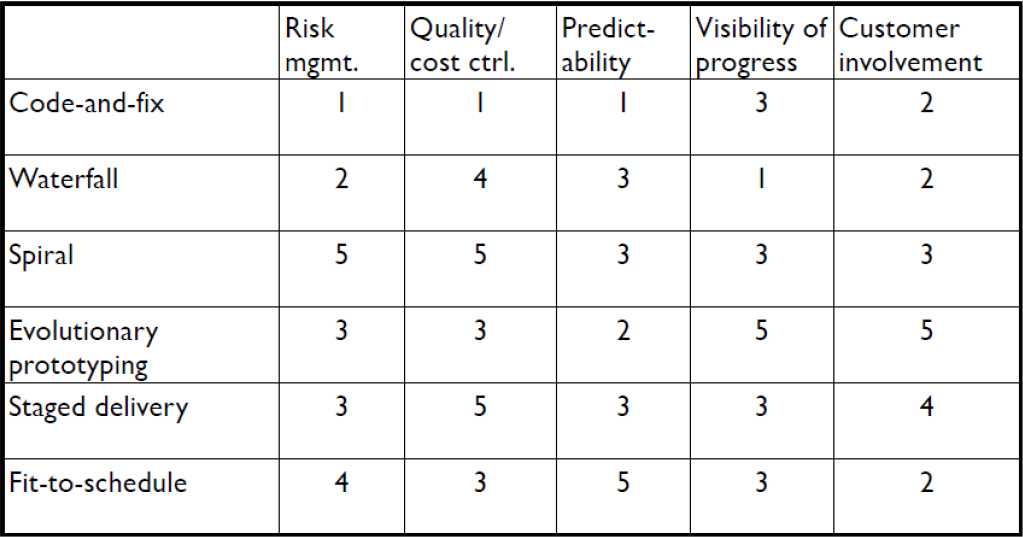 Risk Quality/ Predict- Visibility of Customer
mgmt. cost ctrl. ability progress involvement
Code-and-fix 1 1 1 3 2
Waterfall 2 4 3 1 2
Spiral 5 5 3 3 3
Evolutionary 3 3 2 5 5
prototyping
Staged delivery 3 5 3 3 4
Fit-to-schedule 4 3 5 3 2